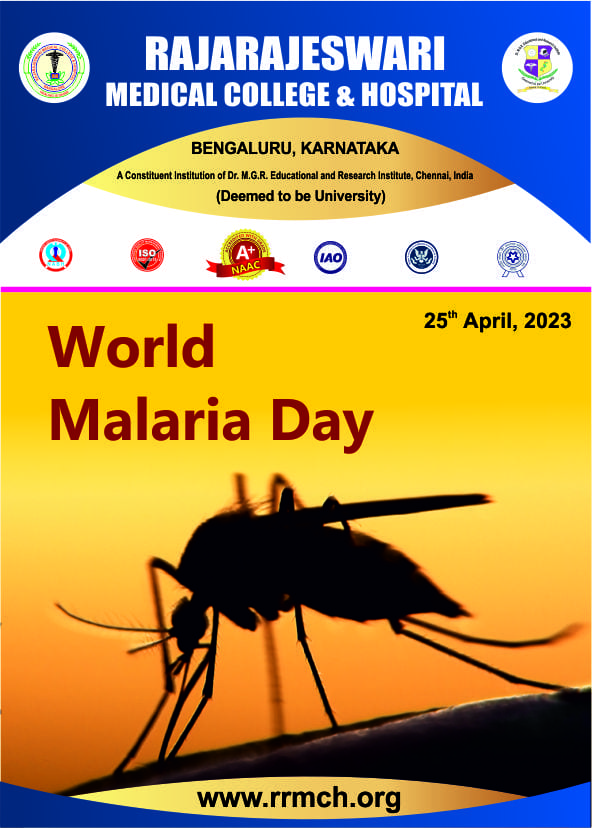 RAJARAJESWARI
MEDICAL COLLEGE & HOSPITAL
BENGALURU, KARNATAKA
A Constituent Institution of Dr. M.G.R. Educational and Research Institute, Chennai, India
(Deemed to be University)
ISO
A+
NAAC
IAO
25th April, 2023
World
Malaria Day
www.rrmch.org